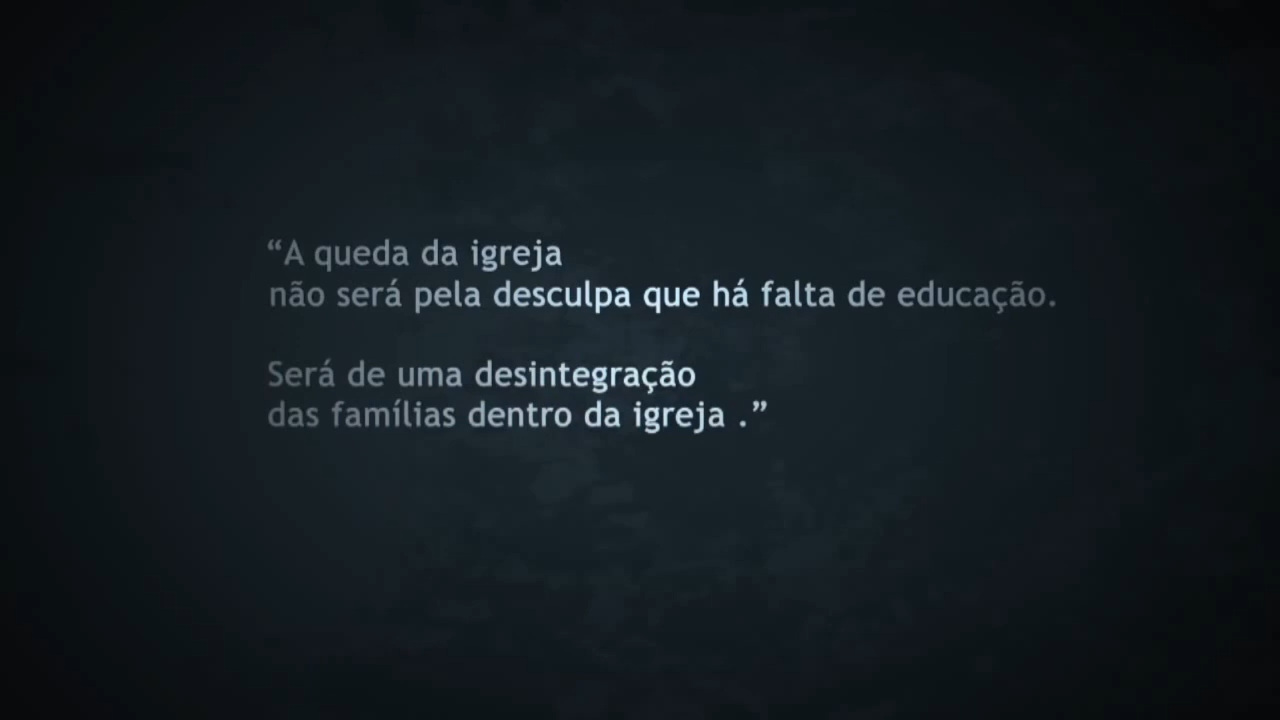 “A queda da igreja
não será pela desculpa que há falta de educação.
Será de uma desintegração
das famílias dentro da igreja .”